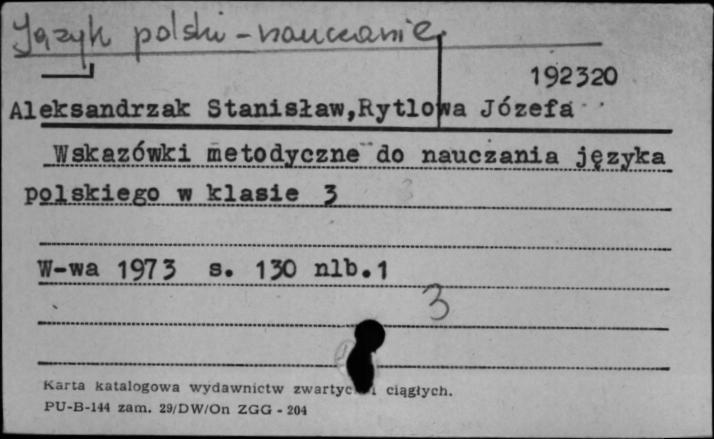 Język polski - nauczanie
192320
Aleksandrzak Stanisław,Rytlowa Józefa
Wskazówki metodyczne do nauczania języka
polskiego w klasie 3
W-wa 1973 s. 130 nlb.1
3
Karta katalogowa wydawnictw zwartyc i ciągłych.
PU-B-144 zam. 29/DW/On ZGG - 204